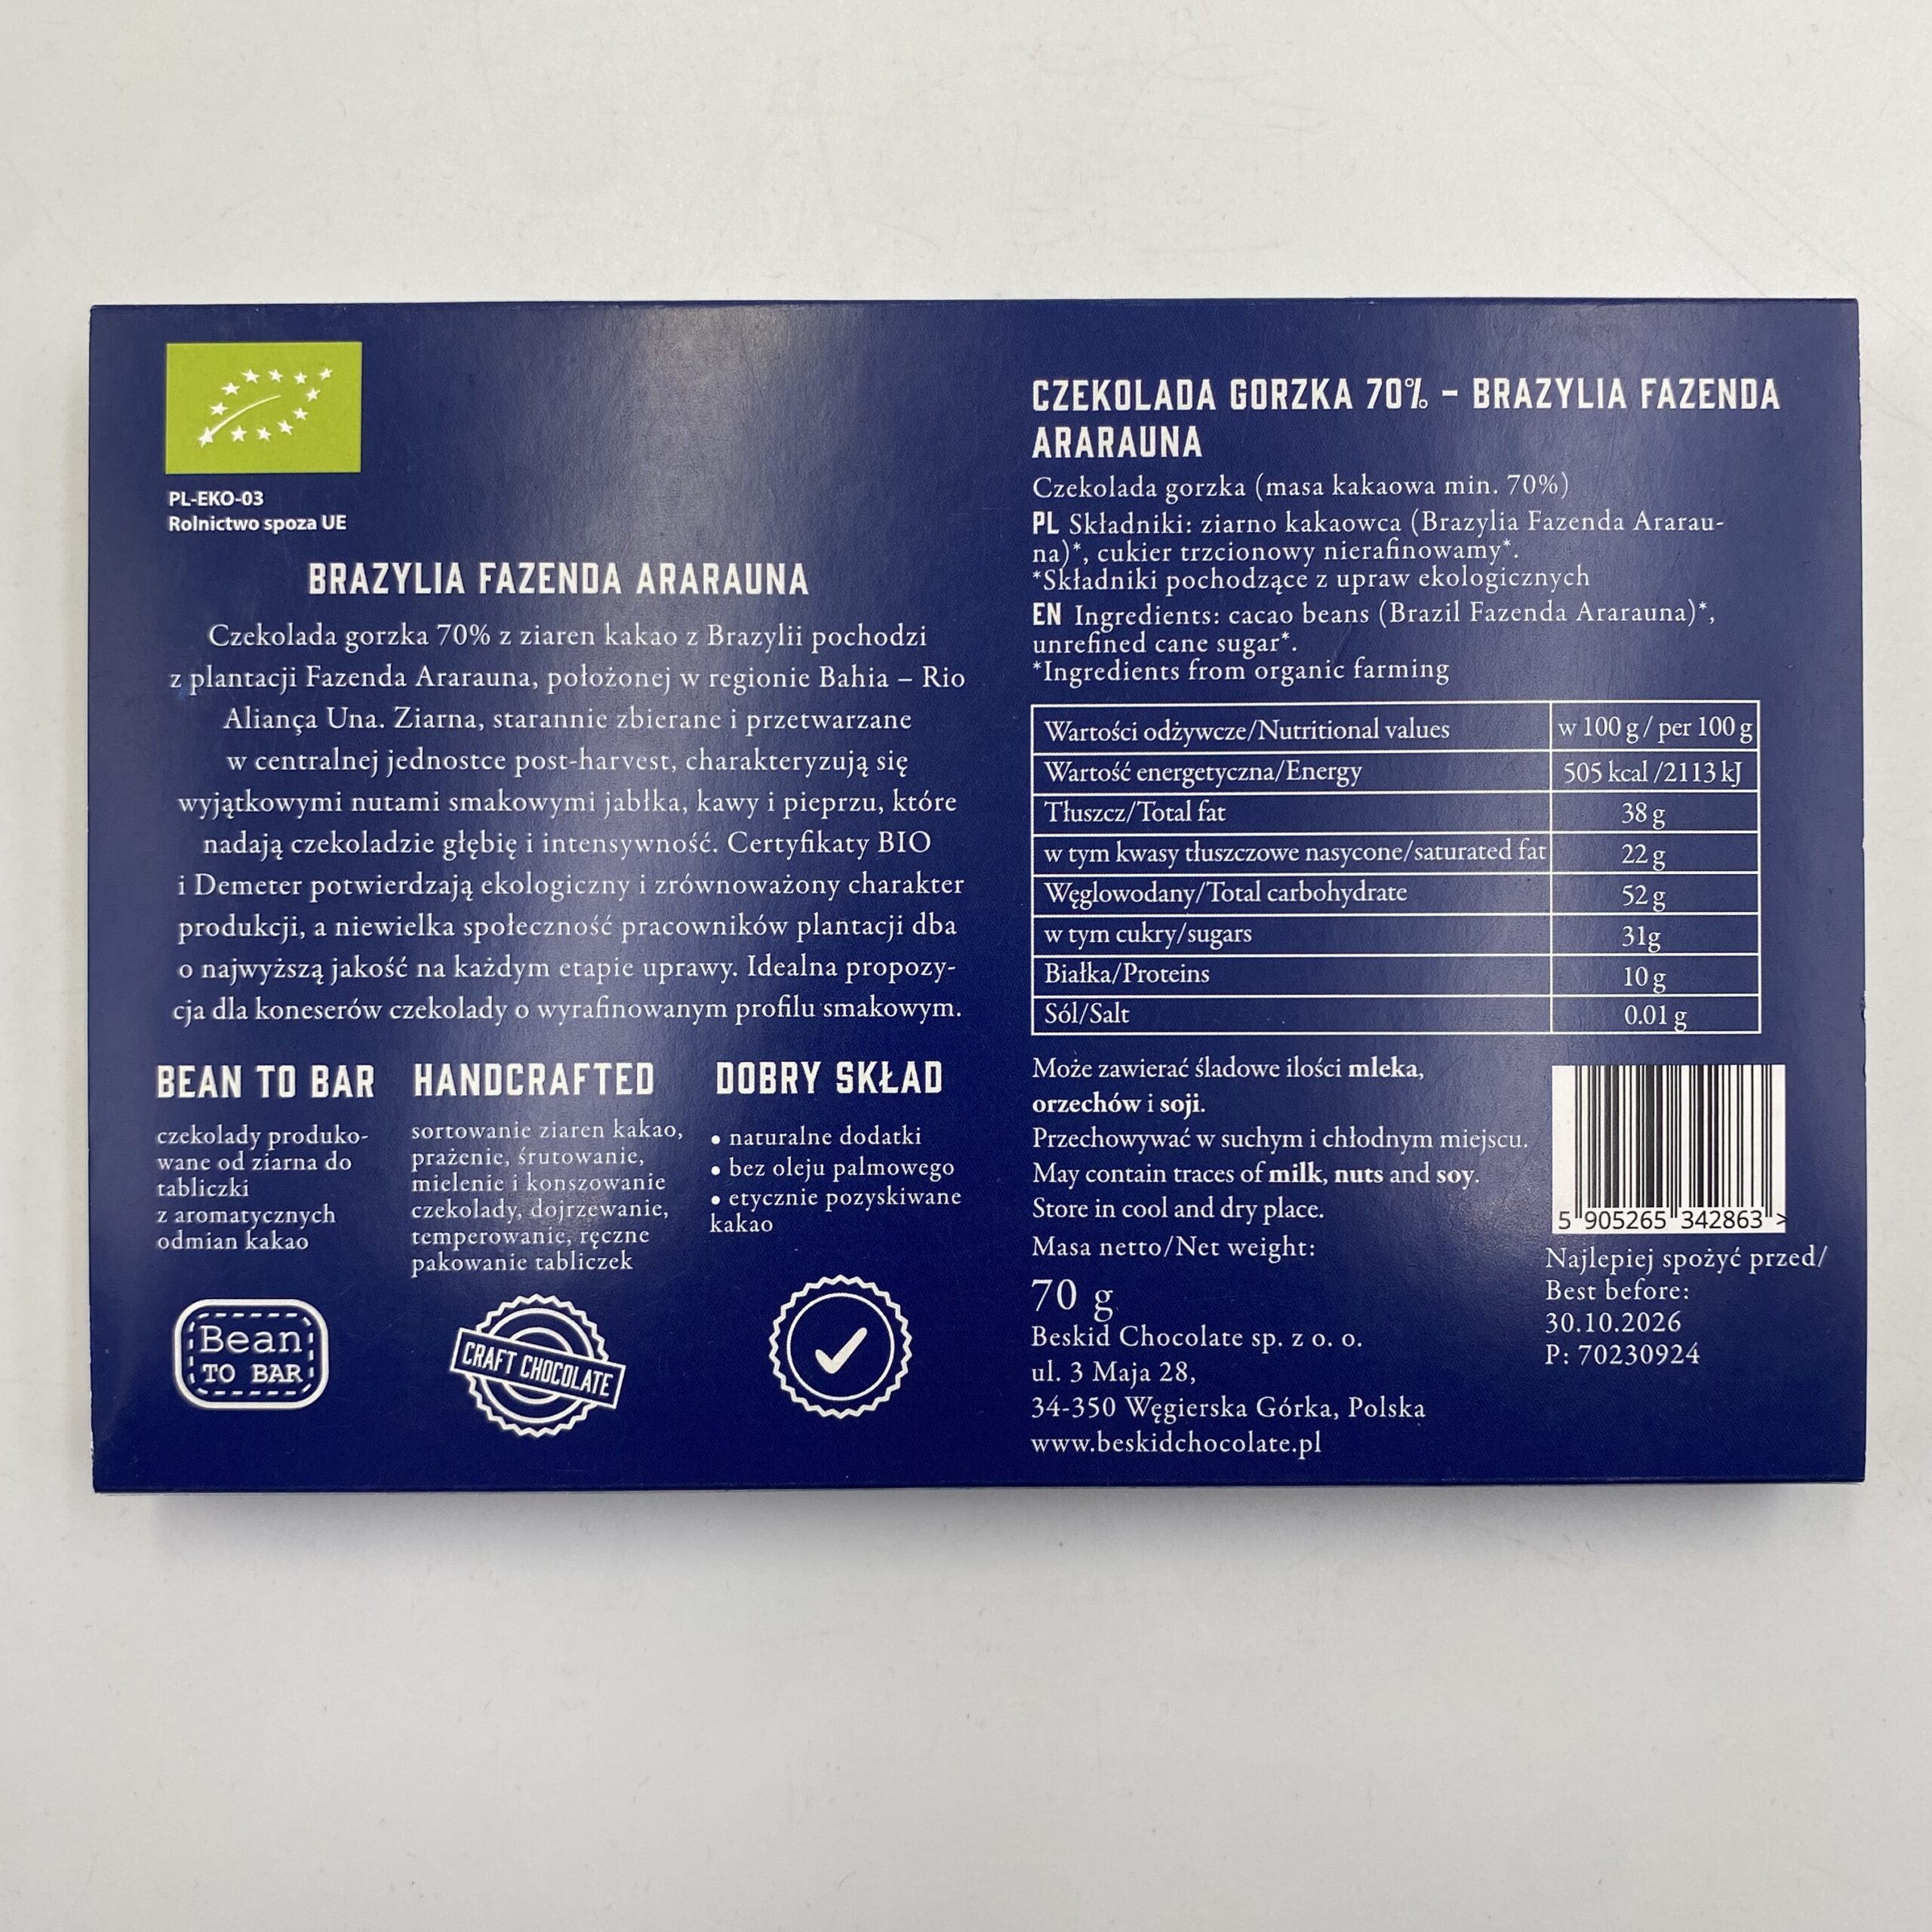 PL-EKO-03
Rolnictwo spoza UE
BRAZYLIA FAZENDA ARARAUNA
Czekolada gorzka 70% z ziaren kakao z Brazylii pochodzi
z plantacji Fazenda Ararauna, położonej w regionie Bahia – Rio
Aliança Una. Ziarna, starannie zbierane i przetwarzane
w centralnej jednostce post-harvest, charakteryzują się
wyjątkowymi nutami smakowymi jabłka, kawy i pieprzu, które
nadają czekoladzie głębię i intensywność. Certyfikaty BIO
i Demeter potwierdzają ekologiczny i zrównoważony charakter
produkcji, a niewielka społeczność pracowników plantacji dba
o najwyższą jakość na każdym etapie uprawy. Idealna propozy-
cja dla koneserów czekolady o wyrafinowanym profilu smakowym.
BEAN TO BAR
czekolady produko-
wane od ziarna do
tabliczki
z aromatycznych
odmian kakao
Bean
TO BAR
HANDCRAFTED
sortowanie ziaren kakao,
prażenie, śrutowanie,
mielenie i konszowanie
czekolady, dojrzewanie,
temperowanie, ręczne
pakowanie tabliczek
CRAFT CHOCOLATE
DOBRY SKŁAD
• naturalne dodatki
• bez oleju palmowego
• etycznie pozyskiwane
kakao
CZEKOLADA GORZKA 70% – BRAZYLIA FAZENDA
ARARAUNA
Czekolada gorzka (masa kakaowa min. 70%)
PL Składniki: ziarno kakaowca (Brazylia Fazenda Ararau-
na)*, cukier trzcionowy nierafinowamy*.
*Składniki pochodzące z upraw ekologicznych
EN Ingredients: cacao beans (Brazil Fazenda Ararauna)*,
unrefined cane sugar*.
*Ingredients from organic farming
Wartości odżywcze/Nutritional values w 100 g / per 100 g
Wartość energetyczna/Energy 505 kcal /2113 kJ
Tłuszcz/Total fat 38 g
w tym kwasy tłuszczowe nasycone/saturated fat 22 g
Węglowodany/Total carbohydrate 52 g
w tym cukry/sugars 31g
Białka/Proteins 10 g
Sól/Salt 0.01 g
Może zawierać śladowe ilości mleka,
orzechów i soji.
Przechowywać w suchym i chłodnym miejscu.
May contain traces of milk, nuts and soy.
Store in cool and dry place.
Masa netto/Net weight:
70 g
Beskid Chocolate sp. z o. o.
ul. 3 Maja 28,
34-350 Węgierska Górka, Polska
www.beskidchocolate.pl
5 905265 342863 >
Najlepiej spożyć przed/
Best before:
30.10.2026
P: 70230924